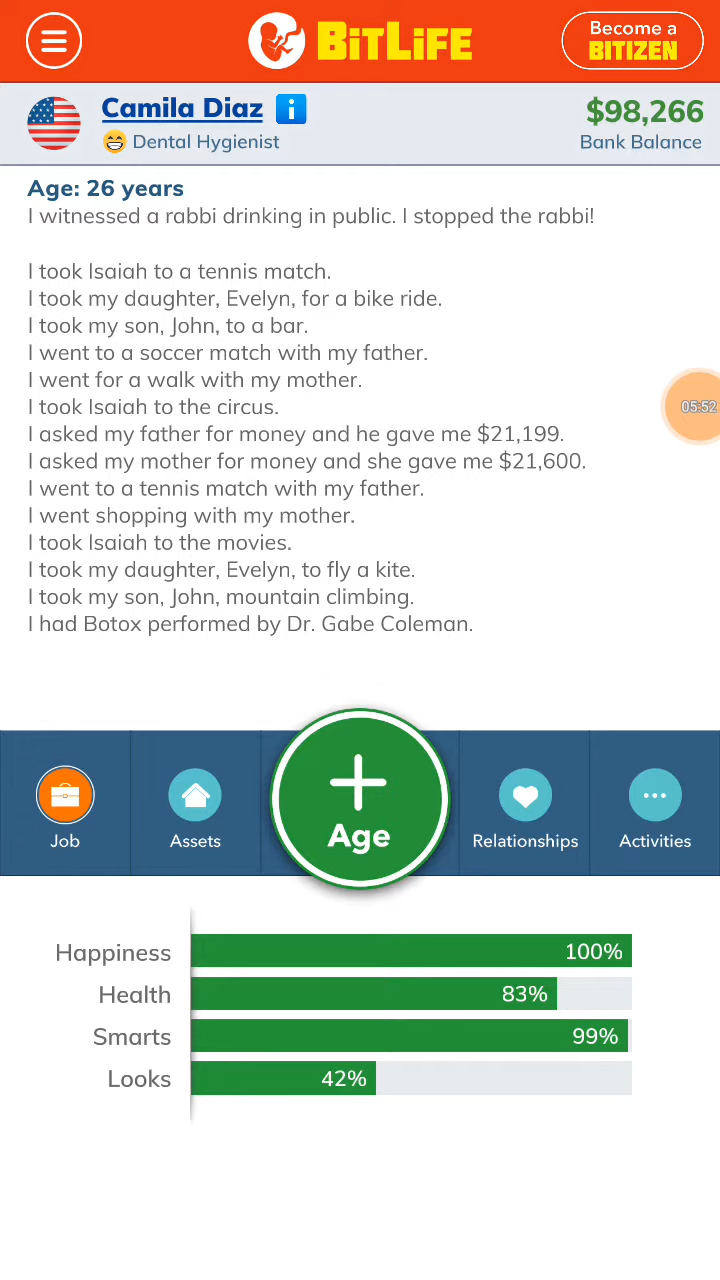 BitLiFE
Become a
BITIZEN
Camila Diaz i
$98,266
Dental Hygienist
Bank Balance
Age: 26 years
I witnessed a rabbi drinking in public. I stopped the rabbi!
I took Isaiah to a tennis match.
I took my daughter, Evelyn, for a bike ride.
I took my son, John, to a bar.
I went to a soccer match with my father.
I went for a walk with my mother.
I took Isaiah to the circus.
05:52
I asked my father for money and he gave me $21,199.
I asked my mother for money and she gave me $21,600.
I went to a tennis match with my father.
I went shopping with my mother.
I took Isaiah to the movies.
I took my daughter, Evelyn, to fly a kite.
I took my son, John, mountain climbing.
I had Botox performed by Dr. Gabe Coleman.
Job
Assets
Age
Relationships
Activities
Happiness 100%
Health 83%
Smarts 99%
Looks 42%